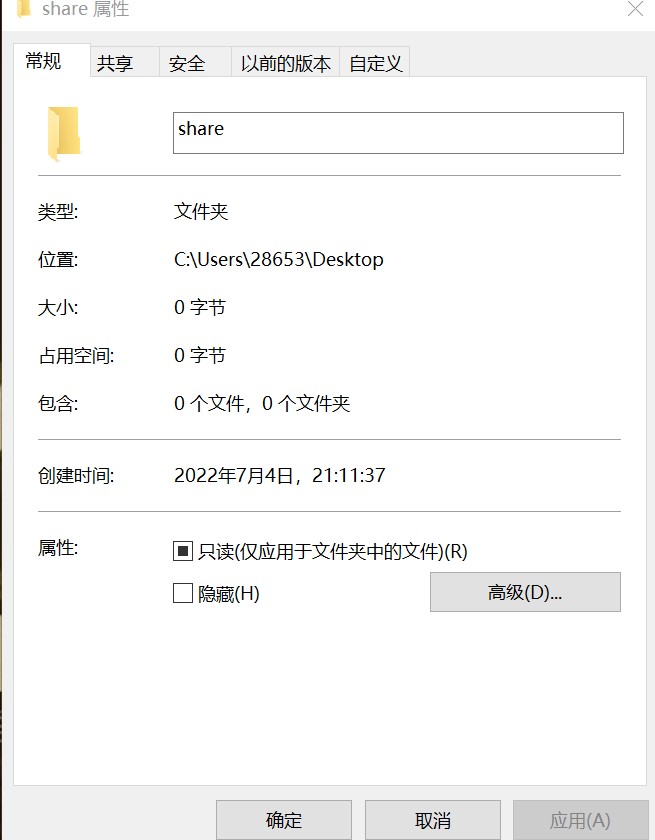 share 属性
常规 共享 安全 以前的版本 自定义
share
类型: 文件夹
位置: C:\Users\28653\Desktop
大小: 0 字节
占用空间: 0 字节
包含: 0 个文件，0 个文件夹
创建时间: 2022年7月4日，21:11:37
属性: 只读(仅应用于文件夹中的文件)(R)
隐藏(H) 高级(D)...
确定 取消 应用(A)